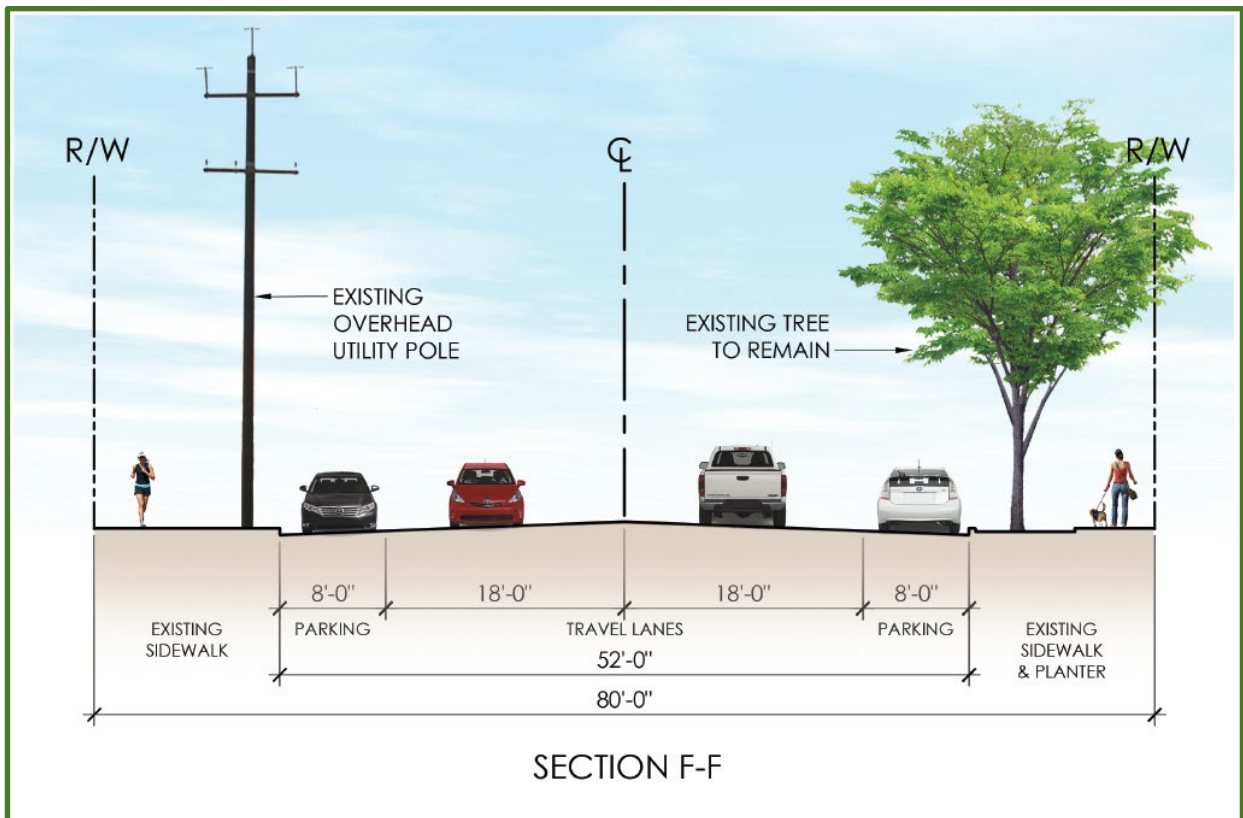 R/W
℄
R/W
EXISTING
OVERHEAD
UTILITY POLE
EXISTING TREE
TO REMAIN
8'-0"
18'-0"
18'-0"
8'-0"
EXISTING
SIDEWALK
PARKING
TRAVEL LANES
PARKING
EXISTING
SIDEWALK
& PLANTER
52'-0"
80'-0"
SECTION F-F